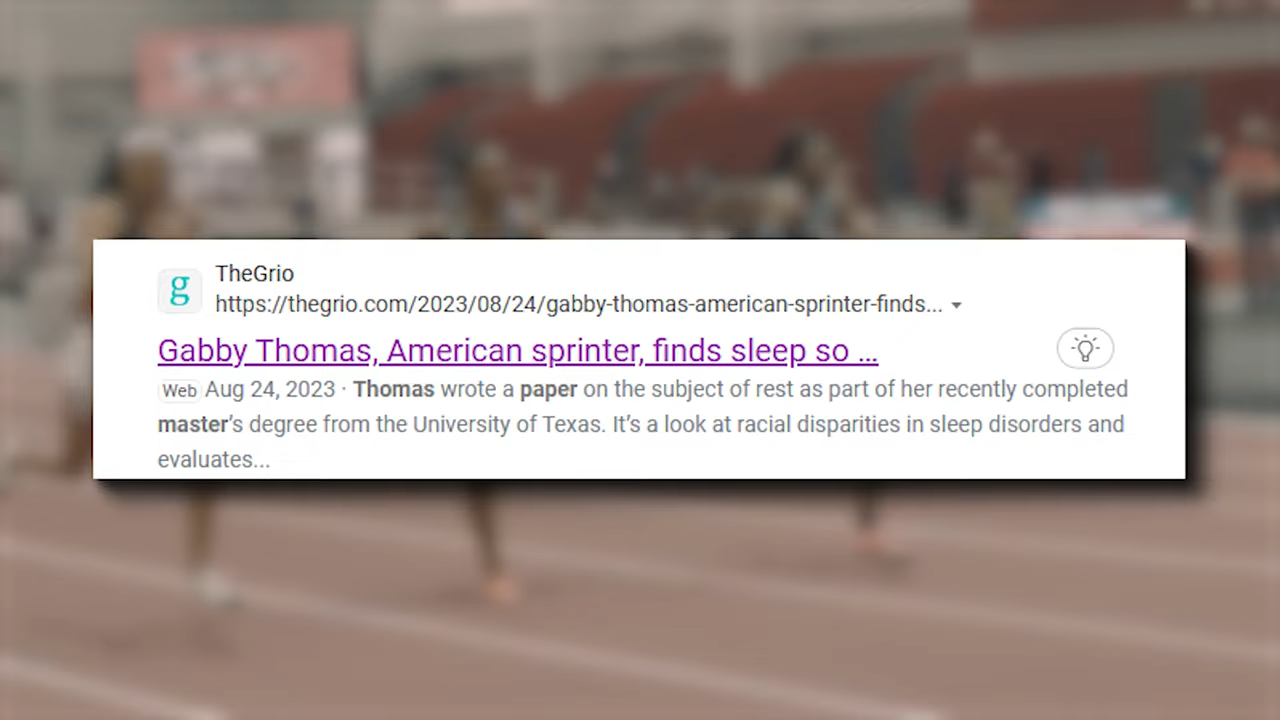 g
TheGrio
https://thegrio.com/2023/08/24/gabby-thomas-american-sprinter-finds...
Gabby Thomas, American sprinter, finds sleep so ...
Web Aug 24, 2023 · Thomas wrote a paper on the subject of rest as part of her recently completed
master’s degree from the University of Texas. It’s a look at racial disparities in sleep disorders and
evaluates...